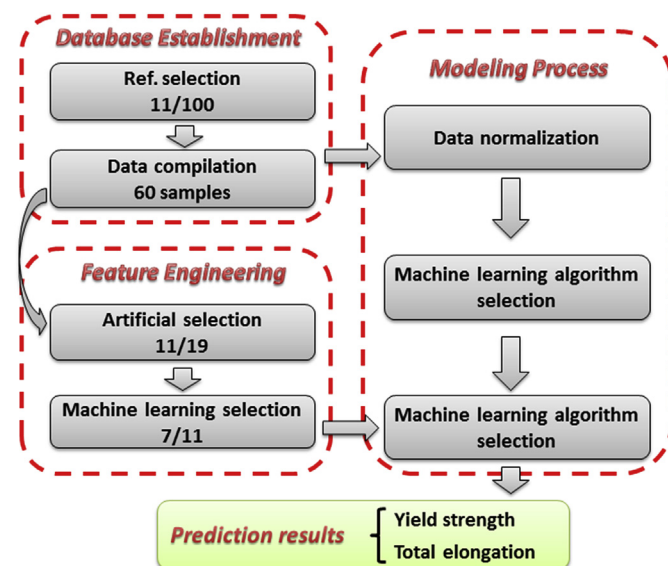 Database Establishment
Ref. selection
11/100
Data compilation
60 samples
Feature Engineering
Artificial selection
11/19
Machine learning selection
7/11
Modeling Process
Data normalization
Machine learning algorithm
selection
Machine learning algorithm
selection
Prediction results
Yield strength
Total elongation